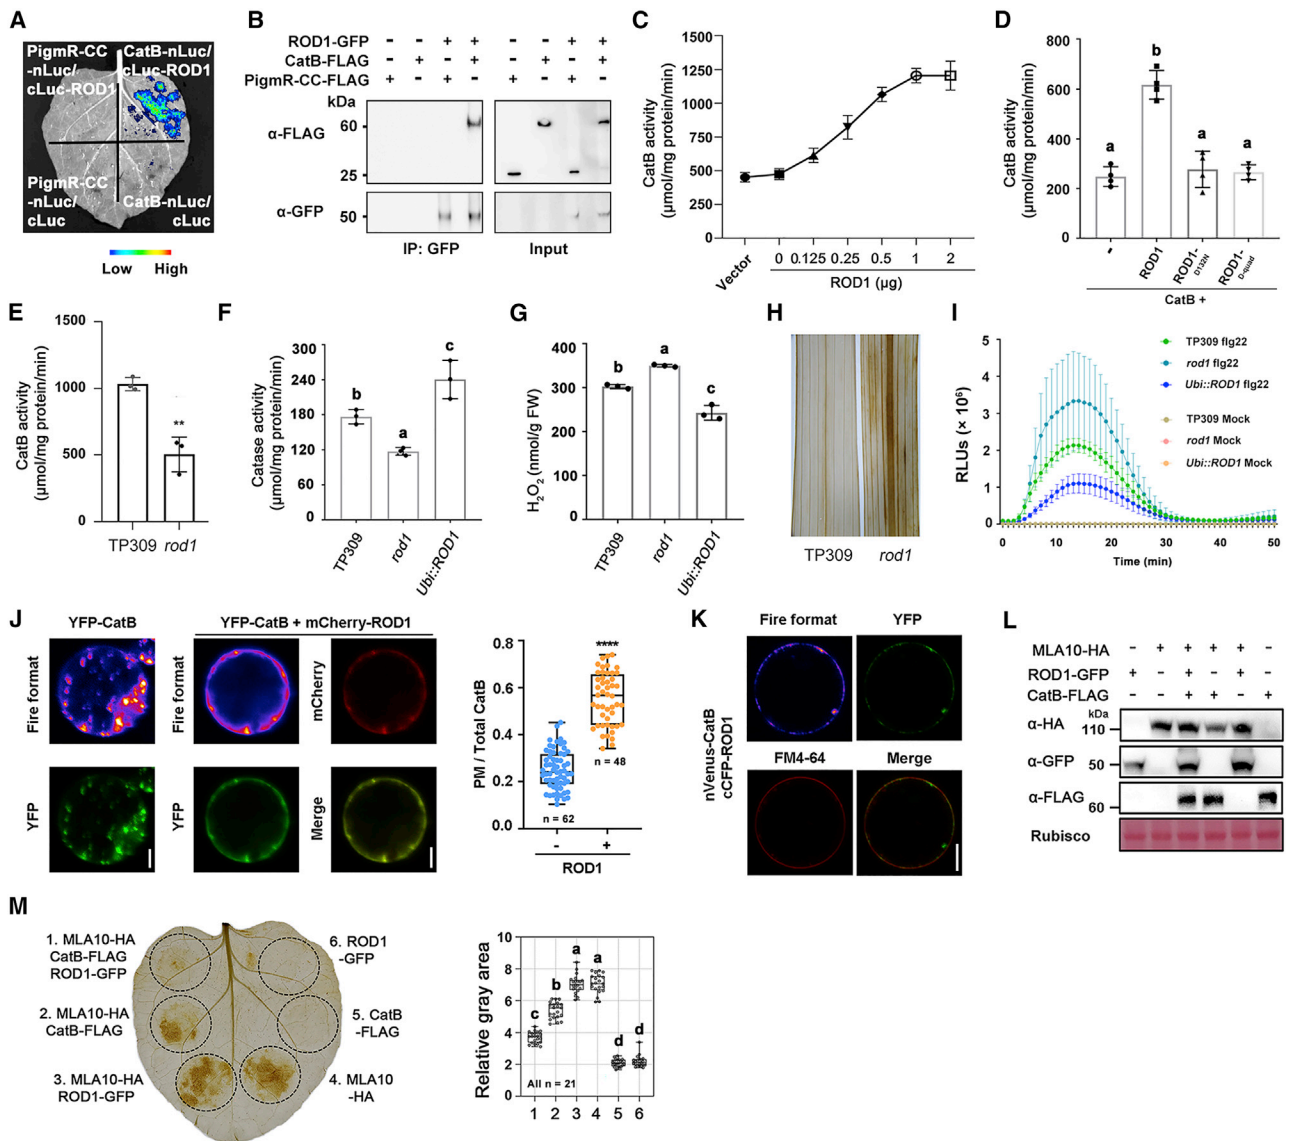 A
PigmR-CC
-nLuc/
cLuc-ROD1
CatB-nLuc/
cLuc-ROD1
PigmR-CC
-nLuc/
cLuc
CatB-nLuc/
cLuc
Low High
B
ROD1-GFP - - + + - - + +
CatB-FLAG - + - + - + - +
PigmR-CC-FLAG + - + - + - + -
kDa
α-FLAG
60
25
α-GFP
50
IP: GFP
Input
C
CatB activity
(μmol/mg protein/min)
1500
1250
1000
750
500
250
0
Vector 0 0.125 0.25 0.5 1 2
ROD1 (μg)
D
CatB activity
(μmol/mg protein/min)
800
600
400
200
0
a b a a
- ROD1 ROD1-D132N ROD1-D-quad
CatB +
E
CatB activity
(μmol/mg protein/min)
1500
1000
500
0
**
TP309 rod1
F
Catase activity
(μmol/mg protein/min)
300
240
180
120
60
0
b a c
TP309 rod1 Ubi::ROD1
G
H2O2 (nmol/g FW)
400
300
200
100
0
b a c
TP309 rod1 Ubi::ROD1
H
TP309 rod1
I
RLUs (× 10⁶)
5
4
3
2
1
0
TP309 flg22
rod1 flg22
Ubi::ROD1 flg22
TP309 Mock
rod1 Mock
Ubi::ROD1 Mock
0 10 20 30 40 50
Time (min)
J
YFP-CatB
YFP-CatB + mCherry-ROD1
Fire format
Fire format
mCherry
YFP
YFP
Merge
PM / Total CatB
0.8
0.6
0.4
0.2
0.0
****
n = 48
n = 62
- +
ROD1
K
Fire format YFP
nVenus-CatB
cCFP-ROD1
FM4-64 Merge
L
MLA10-HA - + + + + -
ROD1-GFP + - + - + -
CatB-FLAG - - + + - +
kDa
α-HA
110
α-GFP 50
α-FLAG
60
Rubisco
M
1. MLA10-HA
CatB-FLAG
ROD1-GFP
2. MLA10-HA
CatB-FLAG
3. MLA10-HA
ROD1-GFP
6. ROD1
-GFP
5. CatB
-FLAG
4. MLA10
-HA
Relative gray area
10
8
6
4
2
0
c b a a d d
All n = 21
1 2 3 4 5 6